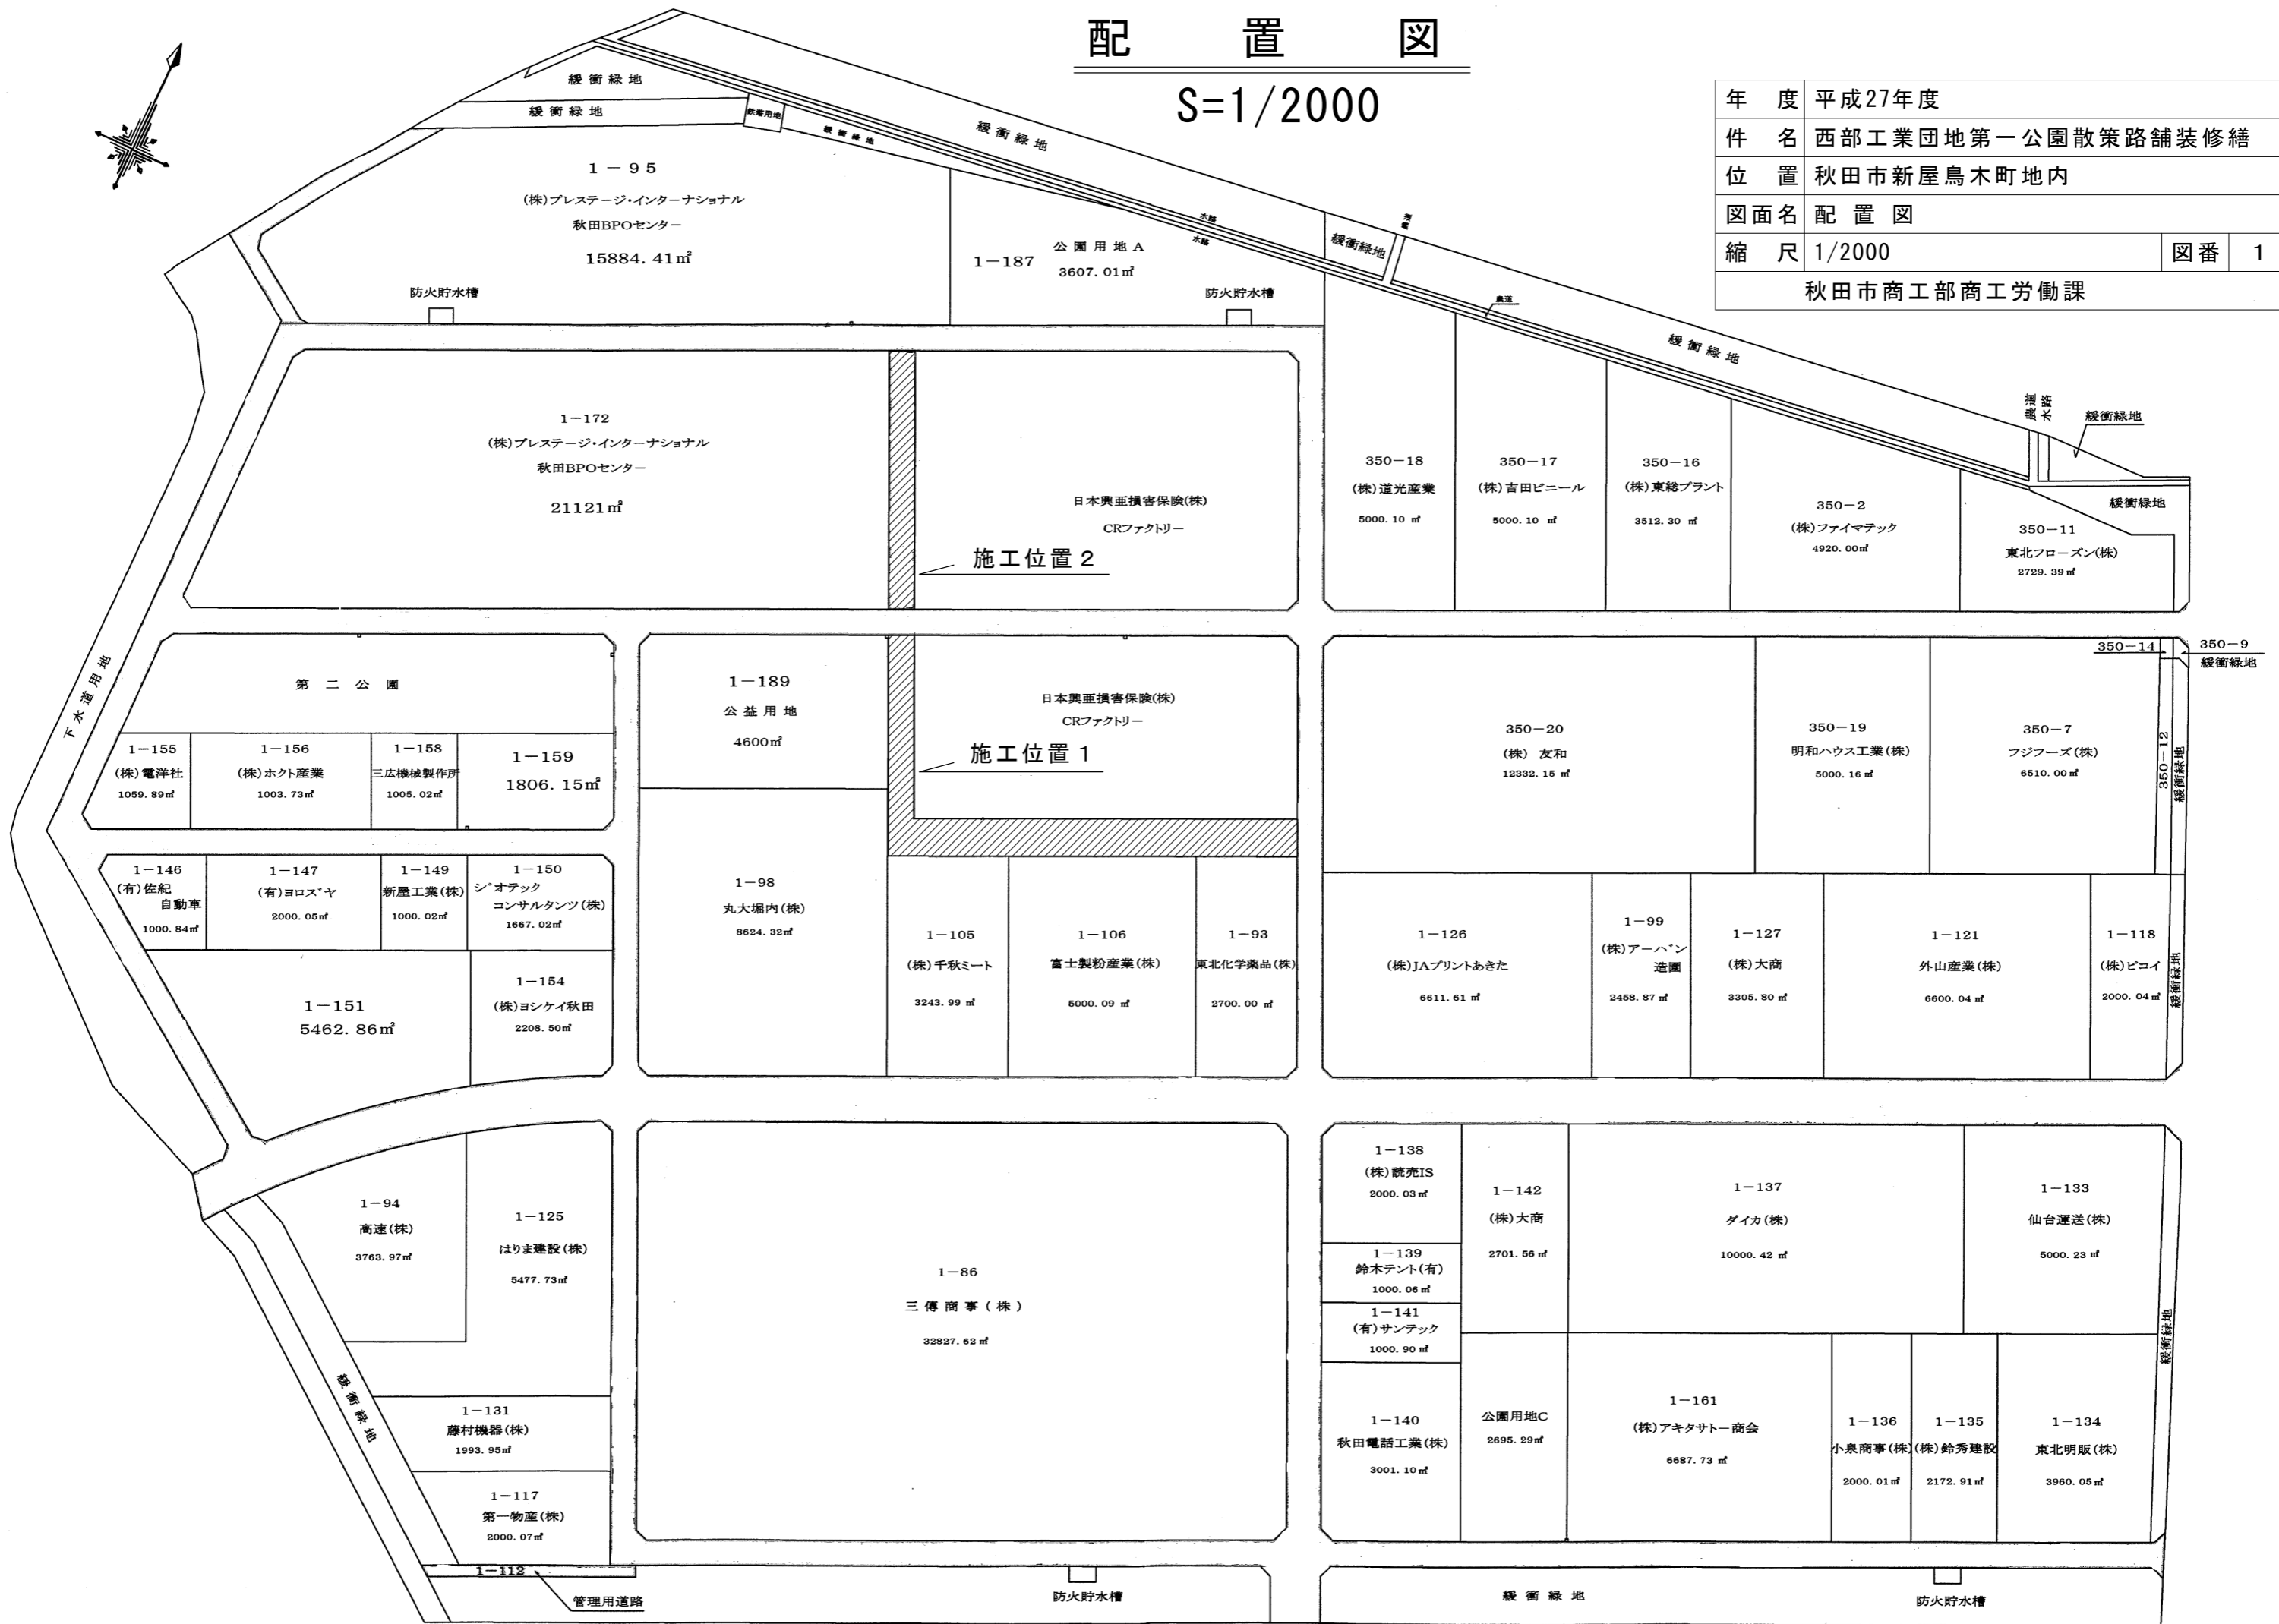 配 置 図
S=1/2000
年 度 平成27年度
件 名 西部工業団地第一公園散策路舗装修繕
位 置 秋田市新屋鳥木町地内
図面名 配 置 図
縮 尺 1/2000 図番 1
秋田市商工部商工労働課
緩衝緑地
緩衝緑地
鉄塔用地
緩衝緑地
緩衝緑地
1-95
(株)プレステージ・インターナショナル
秋田BPOセンター
15884.41㎡
防火貯水槽
1-187
公園用地A
3607.01㎡
防火貯水槽
水路
水路
緩衝緑地
農道
緩衝緑地
農道
水路
緩衝緑地
緩衝緑地
1-172
(株)プレステージ・インターナショナル
秋田BPOセンター
21121㎡
日本興亜損害保険(株)
CRファクトリー
施工位置2
350-18
(株)道光産業
5000.10 ㎡
350-17
(株)吉田ビニール
5000.10 ㎡
350-16
(株)東総プラント
3512.30 ㎡
350-2
(株)ファイマテック
4920.00㎡
350-11
東北フローズン(株)
2729.39㎡
下水道用地
第二公園
1-155
(株)電洋社
1059.89㎡
1-156
(株)ホクト産業
1003.73㎡
1-158
三広機械製作所
1005.02㎡
1-159
1806.15㎡
1-189
公益用地
4600㎡
日本興亜損害保険(株)
CRファクトリー
施工位置1
350-20
(株) 友和
12332.15 ㎡
350-19
明和ハウス工業(株)
5000.16㎡
350-7
フジフーズ(株)
6510.00㎡
350-14
350-9
緩衝緑地
350-12
緩衝緑地
1-146
(有)佐紀
自動車
1000.84㎡
1-147
(有)ヨロズヤ
2000.05㎡
1-149
新屋工業(株)
1000.02㎡
1-150
ジオテック
コンサルタンツ(株)
1667.02㎡
1-151
5462.86㎡
1-154
(株)ヨシケイ秋田
2208.50㎡
1-98
丸大堀内(株)
8624.32㎡
1-105
(株)千秋ミート
3243.99 ㎡
1-106
富士製粉産業(株)
5000.09 ㎡
1-93
東北化学薬品(株)
2700.00 ㎡
1-126
(株)JAプリントあきた
6611.61 ㎡
1-99
(株)アーバン
造園
2458.87㎡
1-127
(株)大商
3305.80㎡
1-121
外山産業(株)
6600.04㎡
1-118
(株)ピコイ
2000.04㎡
緩衝緑地
1-94
高速(株)
3763.97㎡
1-125
はりま建設(株)
5477.73㎡
1-86
三傳商事(株)
32827.62㎡
1-138
(株)読売IS
2000.03㎡
1-139
鈴木テント(有)
1000.06㎡
1-141
(有)サンテック
1000.90㎡
1-140
秋田電話工業(株)
3001.10㎡
1-142
(株)大商
2701.56㎡
公園用地C
2695.29㎡
1-137
ダイカ(株)
10000.42 ㎡
1-133
仙台運送(株)
5000.23㎡
1-161
(株)アキタサトー商会
6687.73 ㎡
1-136
小泉商事(株)
2000.01㎡
1-135
(株)鈴秀建設
2172.91㎡
1-134
東北明販(株)
3960.05㎡
緩衝緑地
緩衝緑地
1-131
藤村機器(株)
1993.95㎡
1-117
第一物産(株)
2000.07㎡
1-112
管理用道路
防火貯水槽
緩衝緑地
防火貯水槽